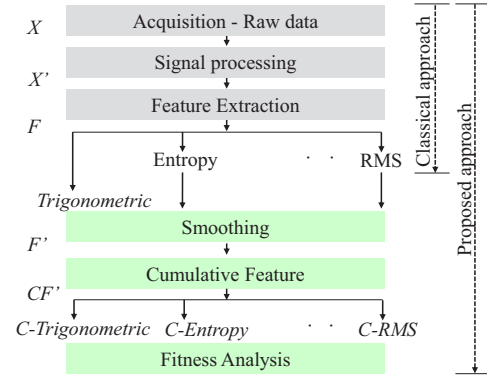 Acquisition - Raw data
X
Signal processing
X'
Feature Extraction
F
Entropy . . RMS
Trigonometric
Smoothing
F'
Cumulative Feature
CF'
C-Trigonometric C-Entropy . . C-RMS
Fitness Analysis
Classical approach
Proposed approach